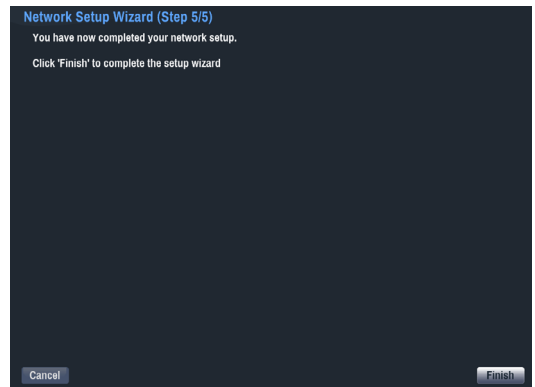 Network Setup Wizard (Step 5/5)
You have now completed your network setup.
Click 'Finish' to complete the setup wizard
Cancel
Finish